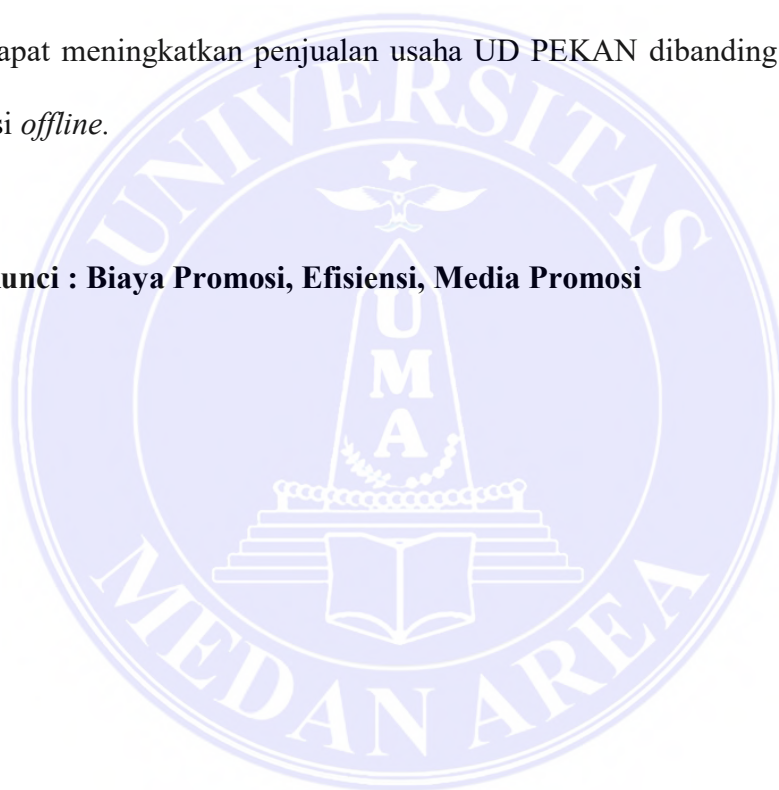 apat meningkatkan penjualan usaha UD PEKAN dibanding
si offline.
unci : Biaya Promosi, Efisiensi, Media Promosi
UNIVERSITAS
UMA
MEDAN AREA